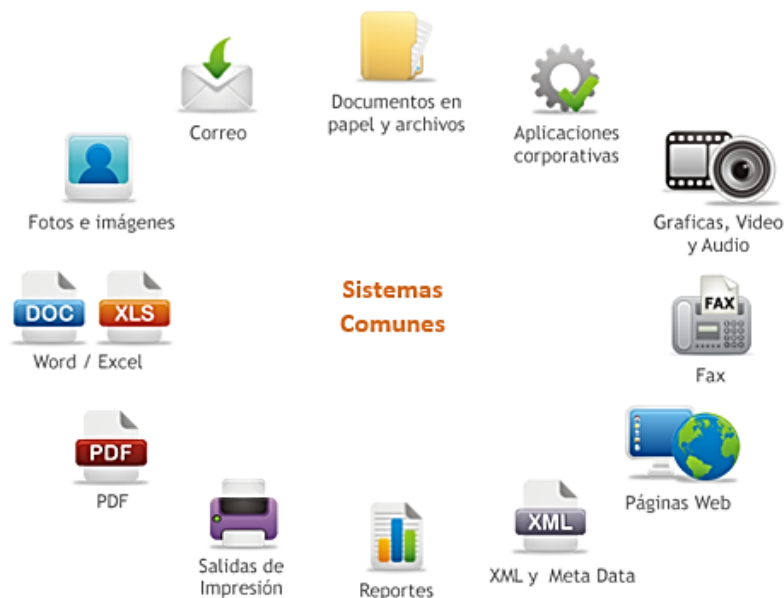 Documentos en
papel y archivos
Correo
Aplicaciones
corporativas
Fotos e imágenes
Graficas, Video
y Audio
DOC
XLS
Word / Excel
Sistemas
Comunes
FAX
Fax
PDF
PDF
Páginas Web
Salidas de
Impresión
Reportes
XML
XML y Meta Data